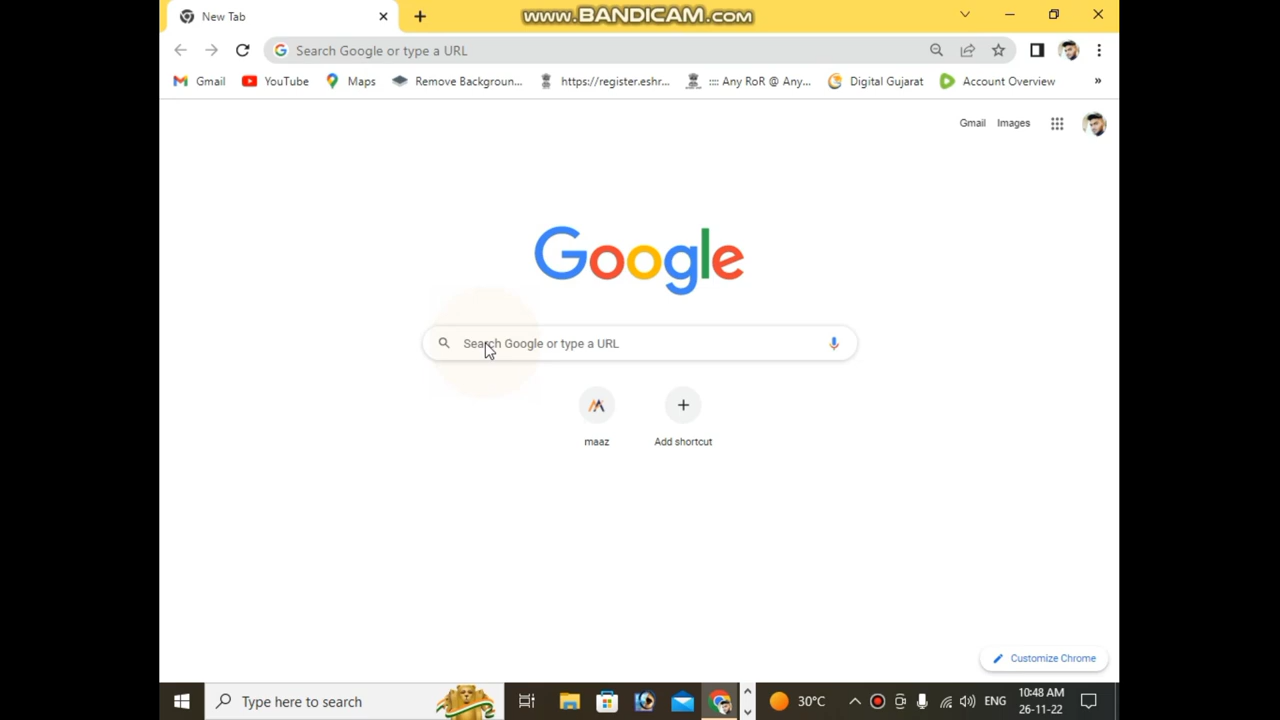 www.BANDICAM.com
New Tab
Search Google or type a URL
Gmail
YouTube
Maps
Remove Backgroun...
https://register.eshr...
:::: Any RoR @ Any...
Digital Gujarat
Account Overview
»
Gmail
Images
Google
Search Google or type a URL
maaz
Add shortcut
Customize Chrome
Type here to search
30°C
ENG
10:48 AM
26-11-22